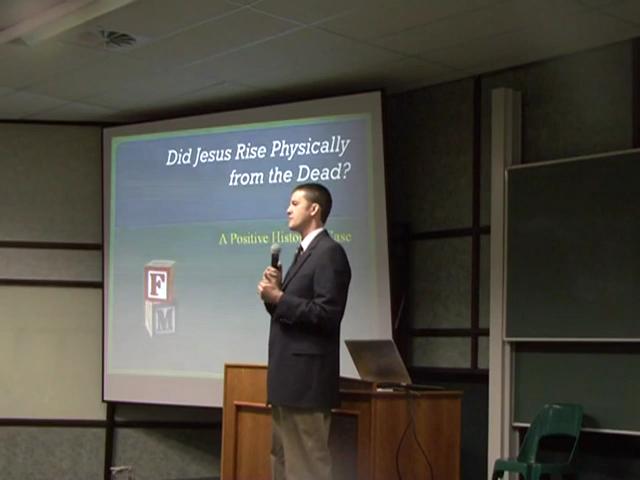 Did Jesus Rise Physically
from the Dead?
A Positive Case
F
M